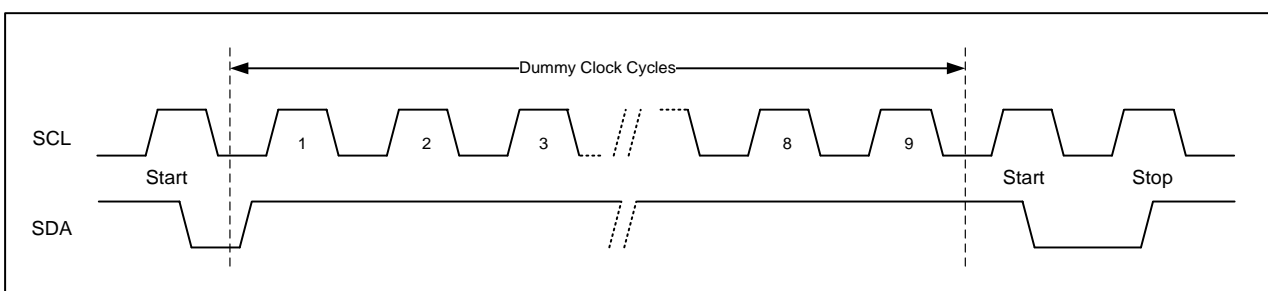 Dummy Clock Cycles
SCL
1 2 3 8 9
Start Start Stop
SDA